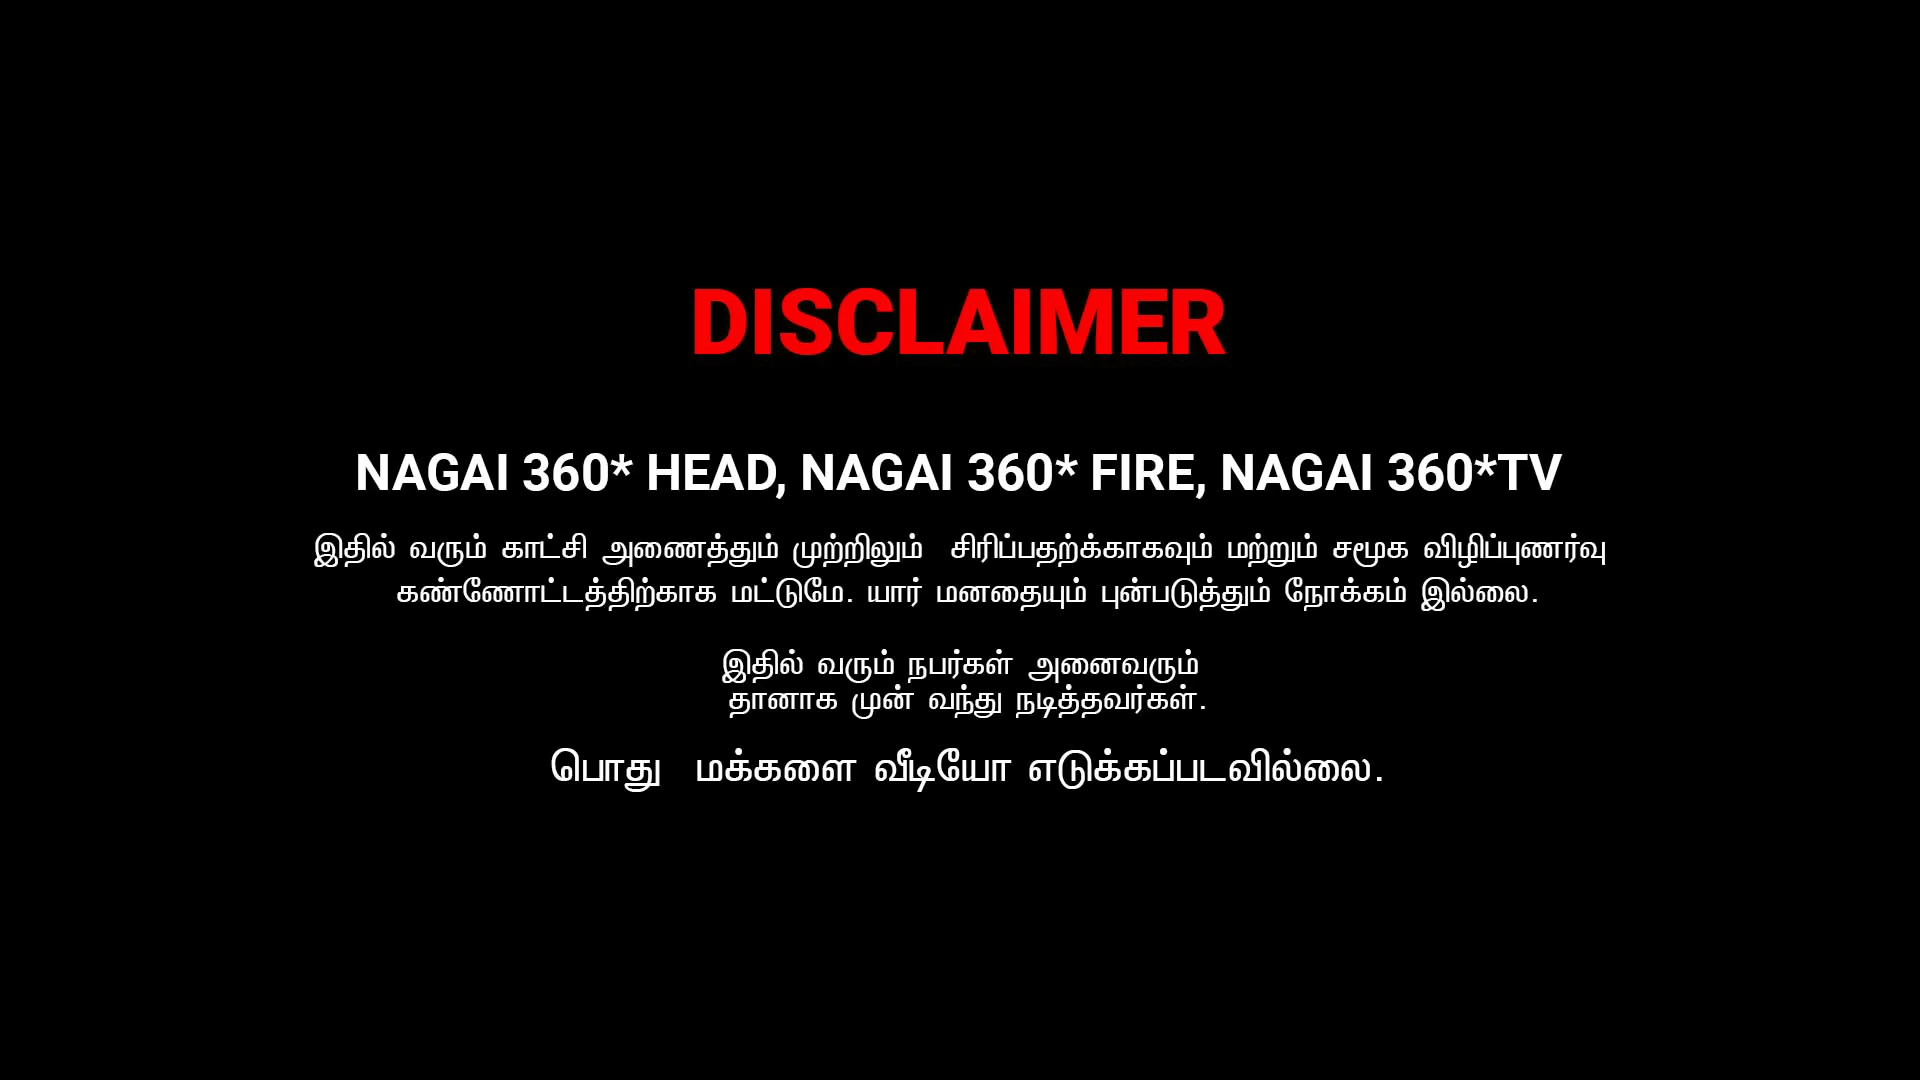 DISCLAIMER
NAGAI 360* HEAD, NAGAI 360* FIRE, NAGAI 360*TV
இதில் வரும் காட்சி அணைத்தும் முற்றிலும் சிரிப்பதற்க்காகவும் மற்றும் சமூக விழிப்புணர்வு
கண்ணோட்டத்திற்காக மட்டுமே. யார் மனதையும் புன்படுத்தும் நோக்கம் இல்லை.
இதில் வரும் நபர்கள் அனைவரும்
தானாக முன் வந்து நடித்தவர்கள்.
பொது மக்களை வீடியோ எடுக்கப்படவில்லை.